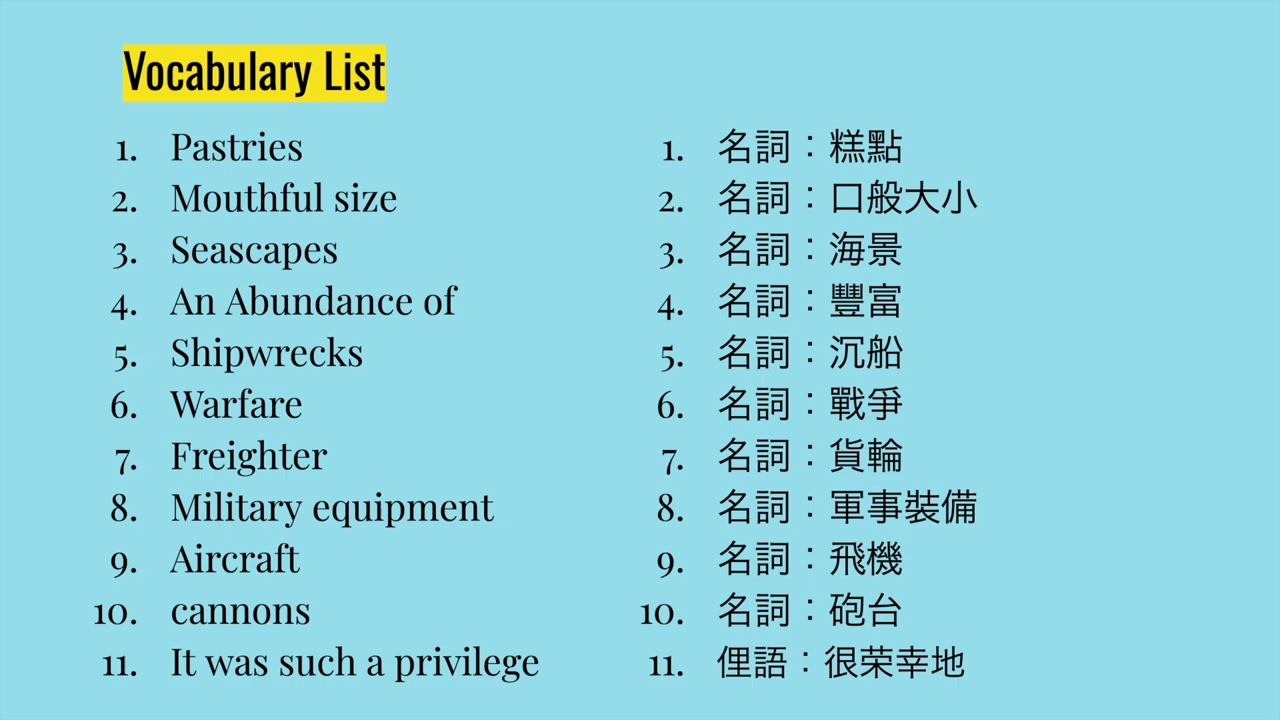 Vocabulary List
1. Pastries
2. Mouthful size
3. Seascapes
4. An Abundance of
5. Shipwrecks
6. Warfare
7. Freighter
8. Military equipment
9. Aircraft
10. cannons
11. It was such a privilege
1. 名詞：糕點
2. 名詞：口般大小
3. 名詞：海景
4. 名詞：豐富
5. 名詞：沉船
6. 名詞：戰爭
7. 名詞：貨輪
8. 名詞：軍事裝備
9. 名詞：飛機
10. 名詞：砲台
11. 俚語：很荣幸地